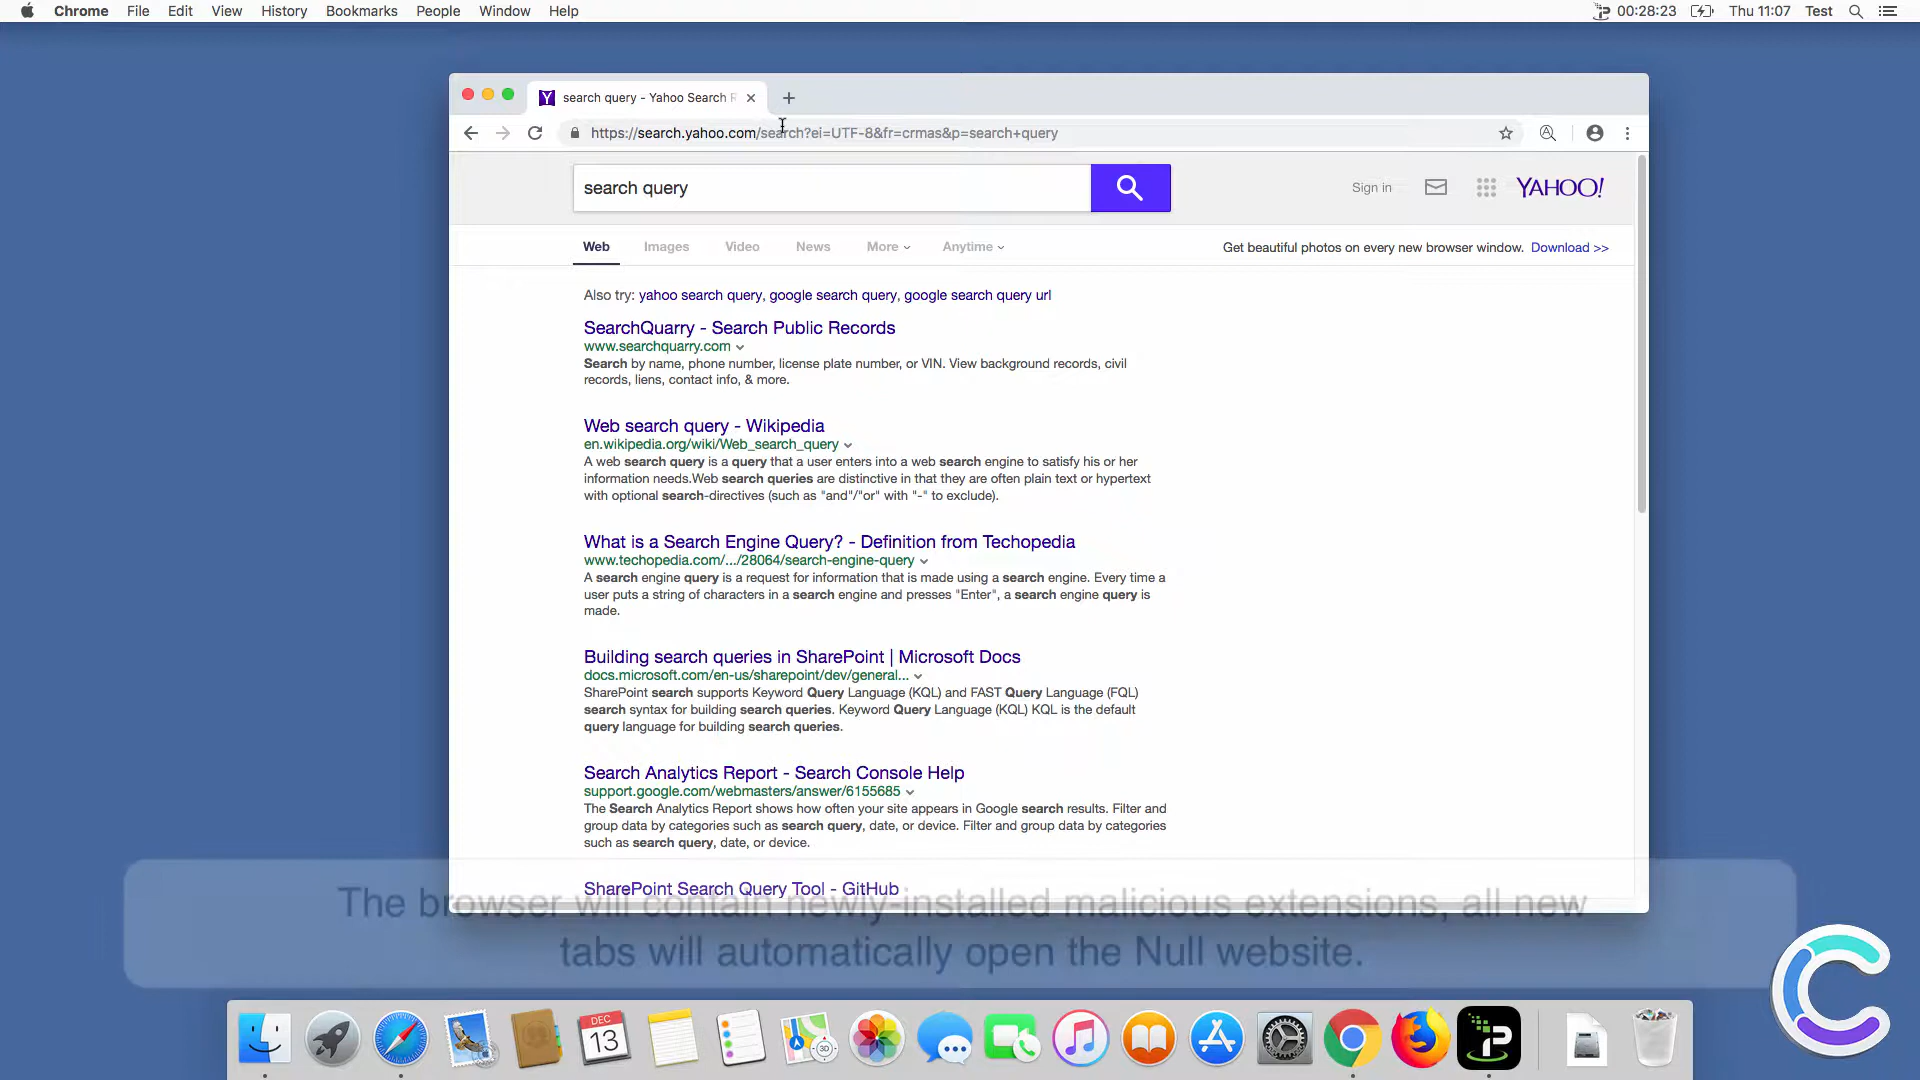 Chrome File Edit View History Bookmarks People Window Help 00:28:23 Thu 11:07 Test
search query - Yahoo Search R
https://search.yahoo.com/search?ei=UTF-8&fr=crmas&p=search+query
search query
Sign in YAHOO!
Web Images Video News More Anytime Get beautiful photos on every new browser window. Download >>
Also try: yahoo search query, google search query, google search query url
SearchQuarry - Search Public Records
www.searchquarry.com
Search by name, phone number, license plate number, or VIN. View background records, civil
records, liens, contact info, & more.
Web search query - Wikipedia
en.wikipedia.org/wiki/Web_search_query
A web search query is a query that a user enters into a web search engine to satisfy his or her
information needs.Web search queries are distinctive in that they are often plain text or hypertext
with optional search-directives (such as "and"/"or" with "-" to exclude).
What is a Search Engine Query? - Definition from Techopedia
www.techopedia.com/.../28064/search-engine-query
A search engine query is a request for information that is made using a search engine. Every time a
user puts a string of characters in a search engine and presses "Enter", a search engine query is
made.
Building search queries in SharePoint | Microsoft Docs
docs.microsoft.com/en-us/sharepoint/dev/general...
SharePoint search supports Keyword Query Language (KQL) and FAST Query Language (FQL)
search syntax for building search queries. Keyword Query Language (KQL) KQL is the default
query language for building search queries.
Search Analytics Report - Search Console Help
support.google.com/webmasters/answer/6155685
The Search Analytics Report shows how often your site appears in Google search results. Filter and
group data by categories such as search query, date, or device. Filter and group data by categories
such as search query, date, or device.
SharePoint Search Query Tool - GitHub
The browser will contain newly-installed malicious extensions, all new
tabs will automatically open the Null website.
DEC
13